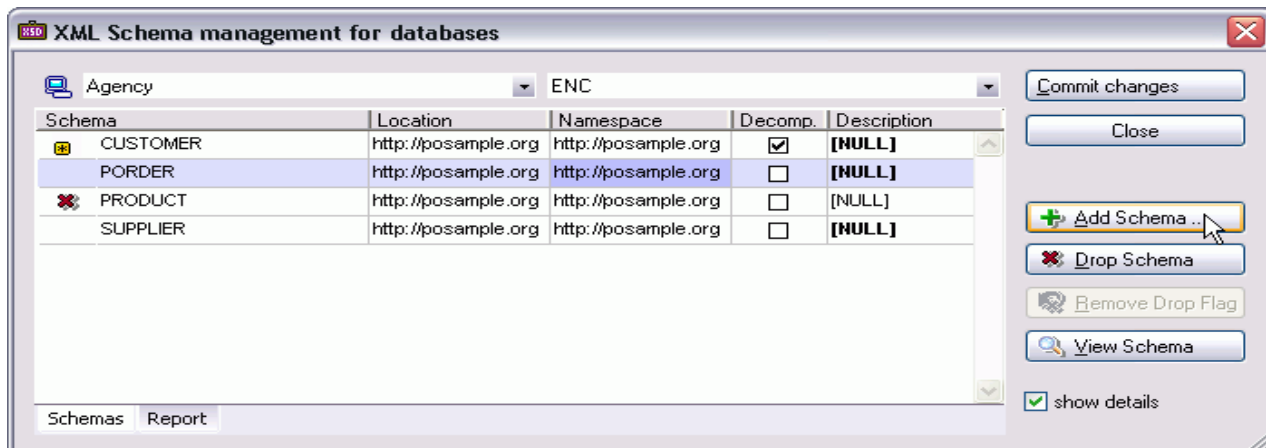 XSD XML Schema management for databases
Agency ENC Commit changes
Schema Location Namespace Decomp. Description
CUSTOMER http://posample.org http://posample.org [NULL]
Close
PORDER http://posample.org http://posample.org [NULL]
PRODUCT http://posample.org http://posample.org [NULL]
Add Schema ...
SUPPLIER http://posample.org http://posample.org [NULL]
Drop Schema
Remove Drop Flag
View Schema
show details
Schemas Report